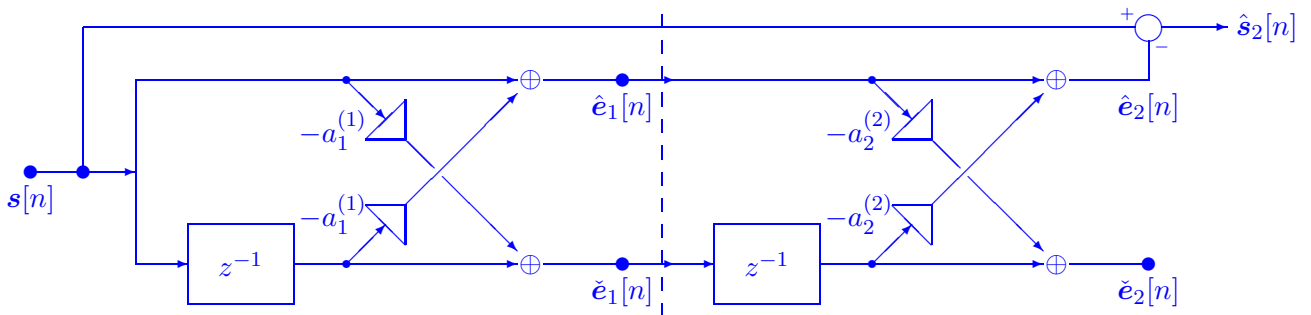 +
ŝ₂[n]
−
−a₁⁽¹⁾
ê₁[n]
−a₂⁽²⁾
ê₂[n]
s[n]
−a₁⁽¹⁾
−a₂⁽²⁾
z⁻¹
z⁻¹
ě₁[n]
ě₂[n]